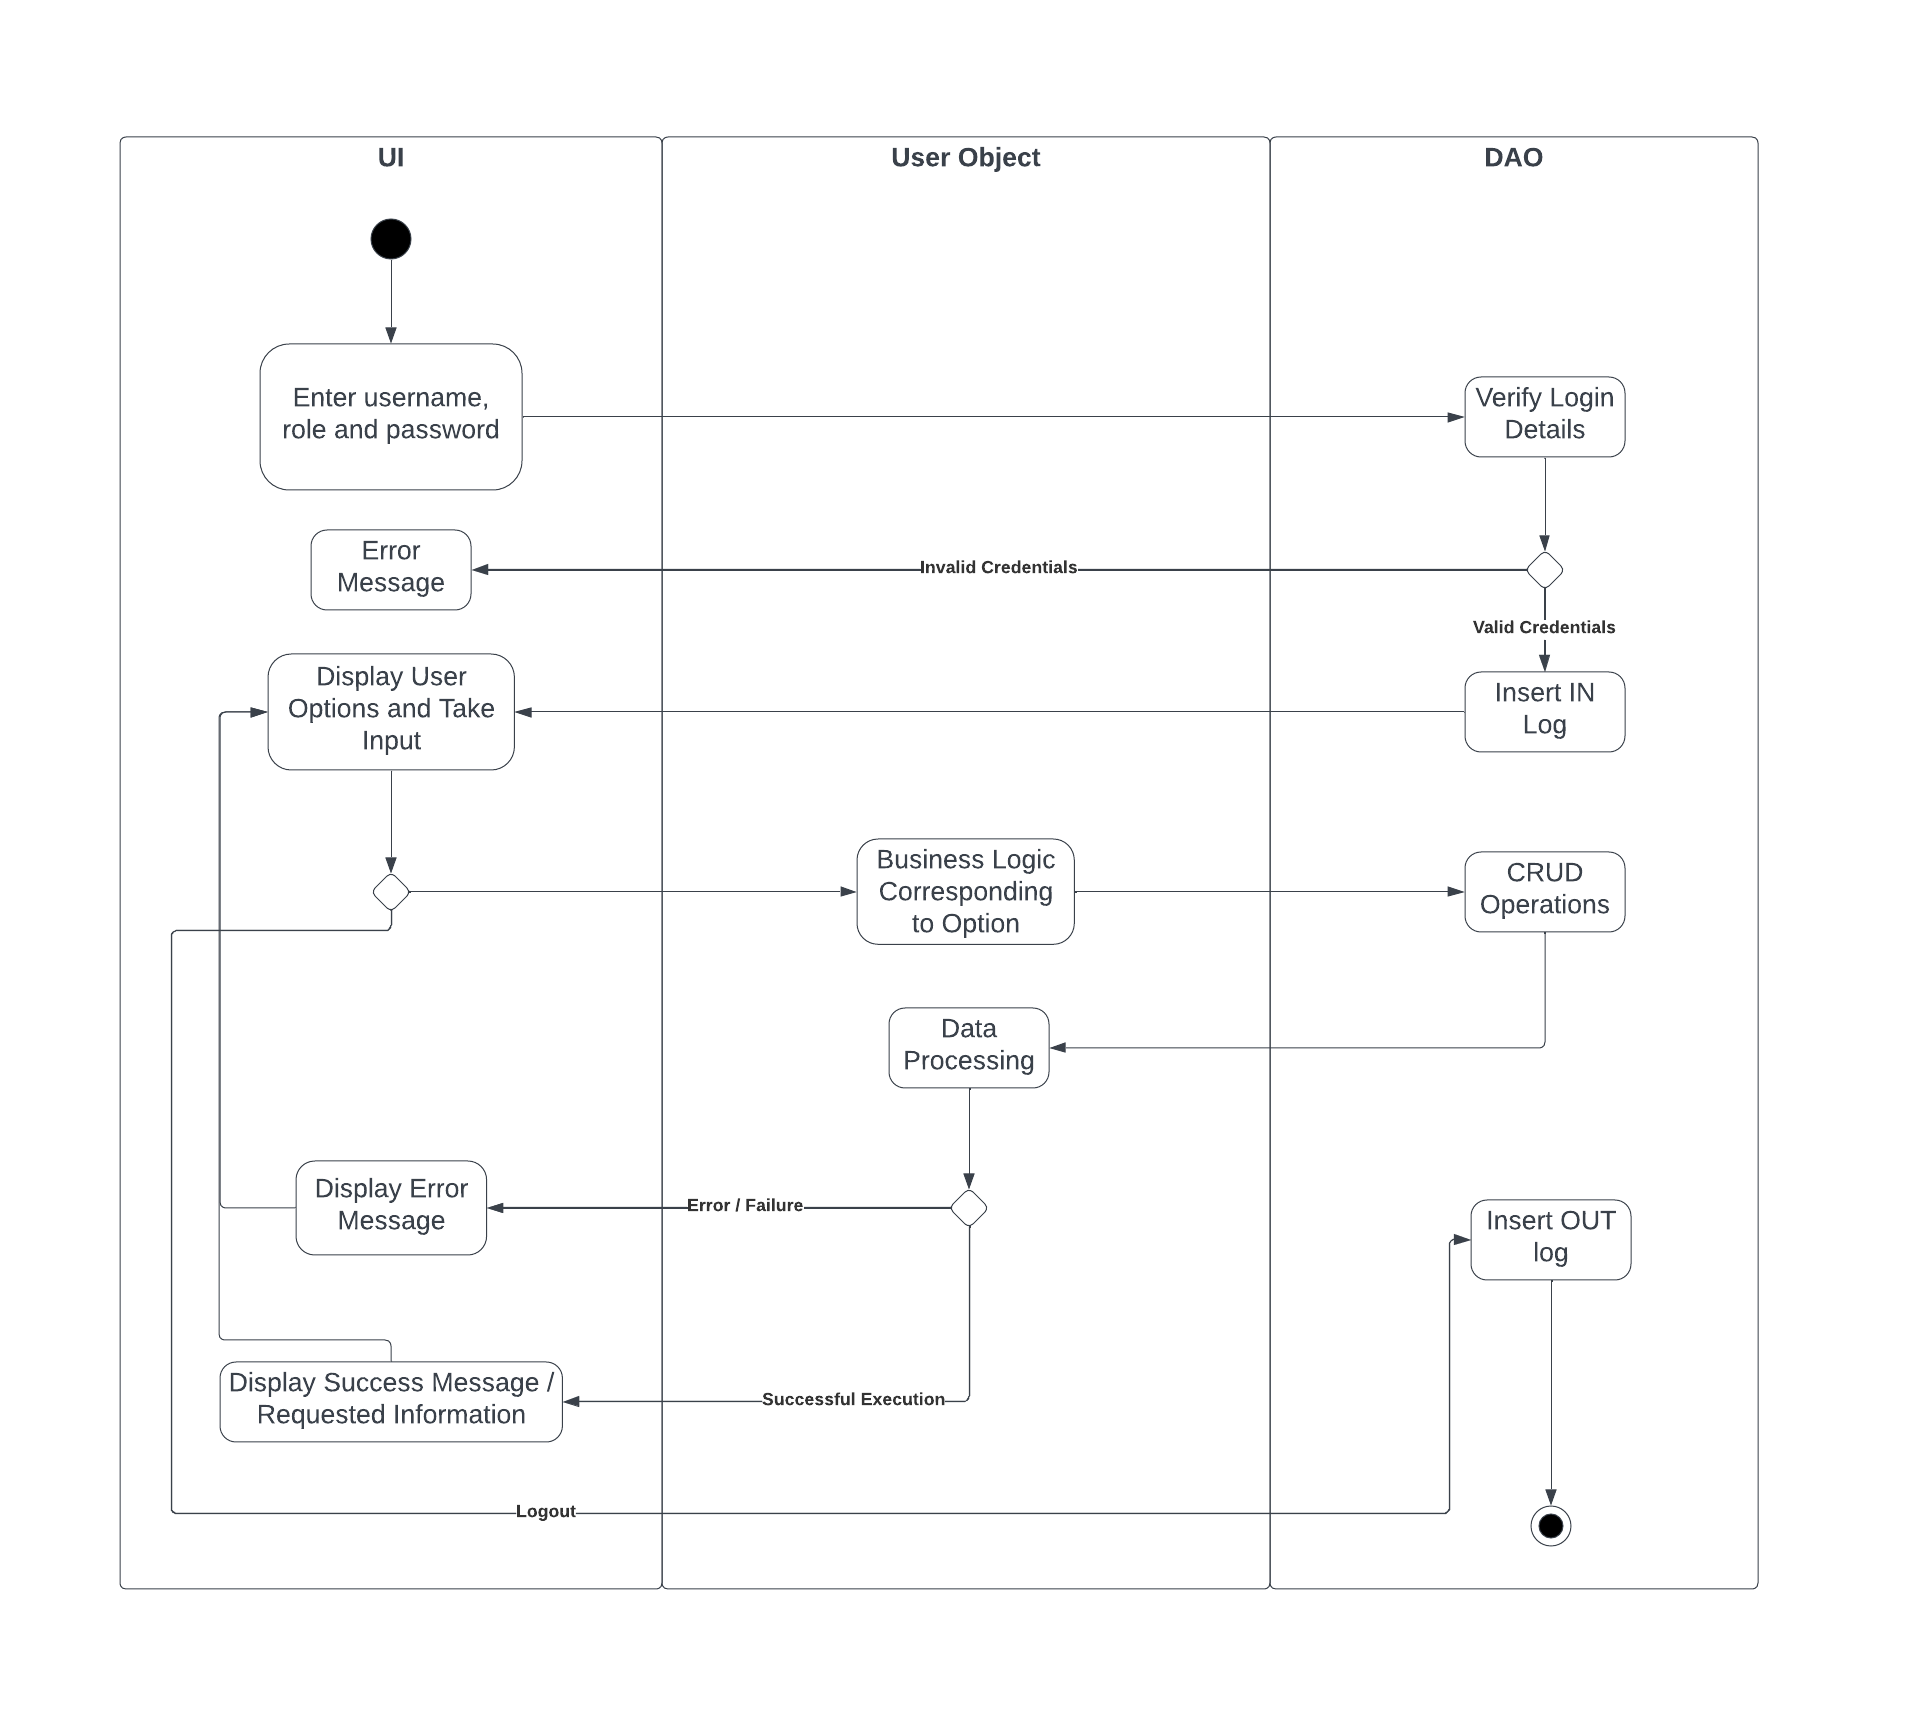 UI
User Object
DAO
Enter username,
role and password
Verify Login
Details
Error
Message
Invalid Credentials
Valid Credentials
Display User
Options and Take
Input
Insert IN
Log
Business Logic
Corresponding
to Option
CRUD
Operations
Data
Processing
Display Error
Message
Error / Failure
Insert OUT
log
Display Success Message /
Requested Information
Successful Execution
Logout